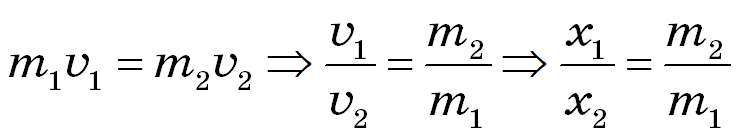 m₁v₁ = m₂v₂ ⇒ v₁/v₂ = m₂/m₁ ⇒ x₁/x₂ = m₂/m₁